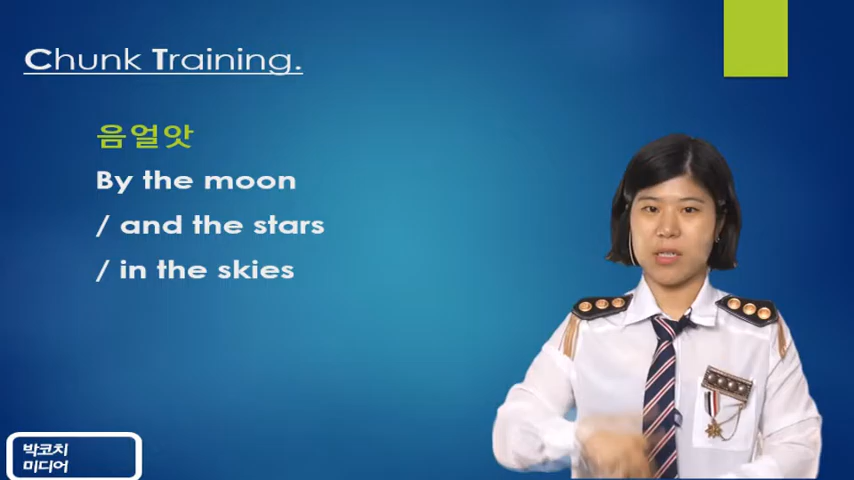 Chunk Training.
음얼앗
By the moon
/ and the stars
/ in the skies
박코치
미디어